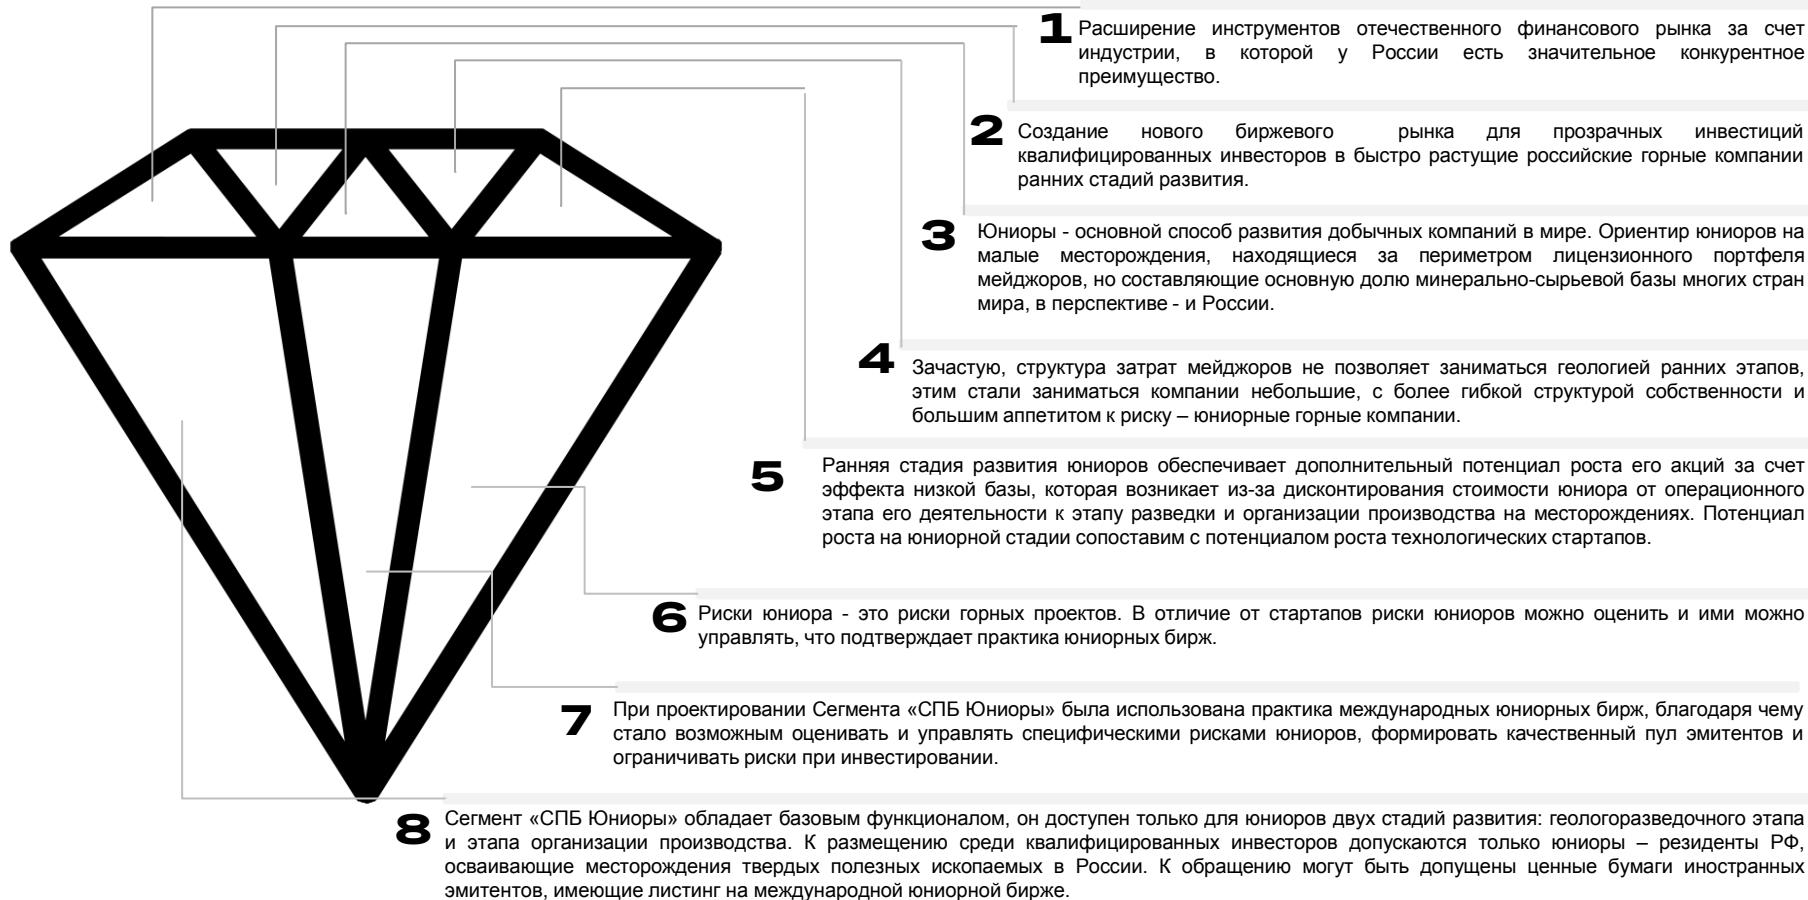 1 Расширение инструментов отечественного финансового рынка за счет
индустрии, в которой у России есть значительное конкурентное
преимущество.
2 Создание нового биржевого рынка для прозрачных инвестиций
квалифицированных инвесторов в быстро растущие российские горные компании
ранних стадий развития.
3 Юниоры - основной способ развития добычных компаний в мире. Ориентир юниоров на
малые месторождения, находящиеся за периметром лицензионного портфеля
мейджоров, но составляющие основную долю минерально-сырьевой базы многих стран
мира, в перспективе - и России.
4 Зачастую, структура затрат мейджоров не позволяет заниматься геологией ранних этапов,
этим стали заниматься компании небольшие, с более гибкой структурой собственности и
большим аппетитом к риску – юниорные горные компании.
5 Ранняя стадия развития юниоров обеспечивает дополнительный потенциал роста его акций за счет
эффекта низкой базы, которая возникает из-за дисконтирования стоимости юниора от операционного
этапа его деятельности к этапу разведки и организации производства на месторождениях. Потенциал
роста на юниорной стадии сопоставим с потенциалом роста технологических стартапов.
6 Риски юниора - это риски горных проектов. В отличие от стартапов риски юниоров можно оценить и ими можно
управлять, что подтверждает практика юниорных бирж.
7 При проектировании Сегмента «СПБ Юниоры» была использована практика международных юниорных бирж, благодаря чему
стало возможным оценивать и управлять специфическими рисками юниоров, формировать качественный пул эмитентов и
ограничивать риски при инвестировании.
8 Сегмент «СПБ Юниоры» обладает базовым функционалом, он доступен только для юниоров двух стадий развития: геологоразведочного этапа
и этапа организации производства. К размещению среди квалифицированных инвесторов допускаются только юниоры – резиденты РФ,
осваивающие месторождения твердых полезных ископаемых в России. К обращению могут быть допущены ценные бумаги иностранных
эмитентов, имеющие листинг на международной юниорной бирже.